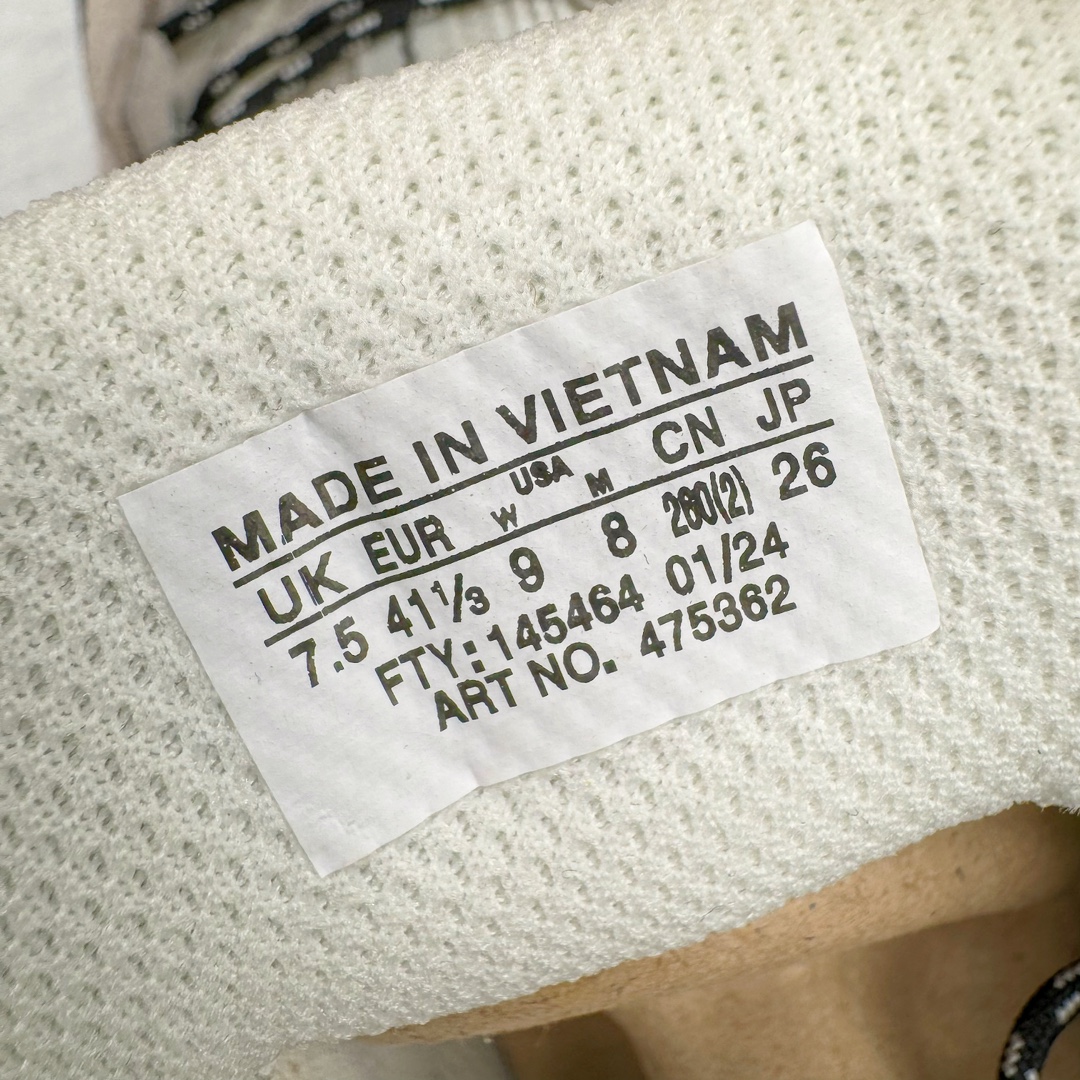 MADE IN VIETNAM
UK EUR USA W M CN JP
7.5 41⅓ 9 8 260(2) 26
FTY:145464 01/24
ART NO. 475362